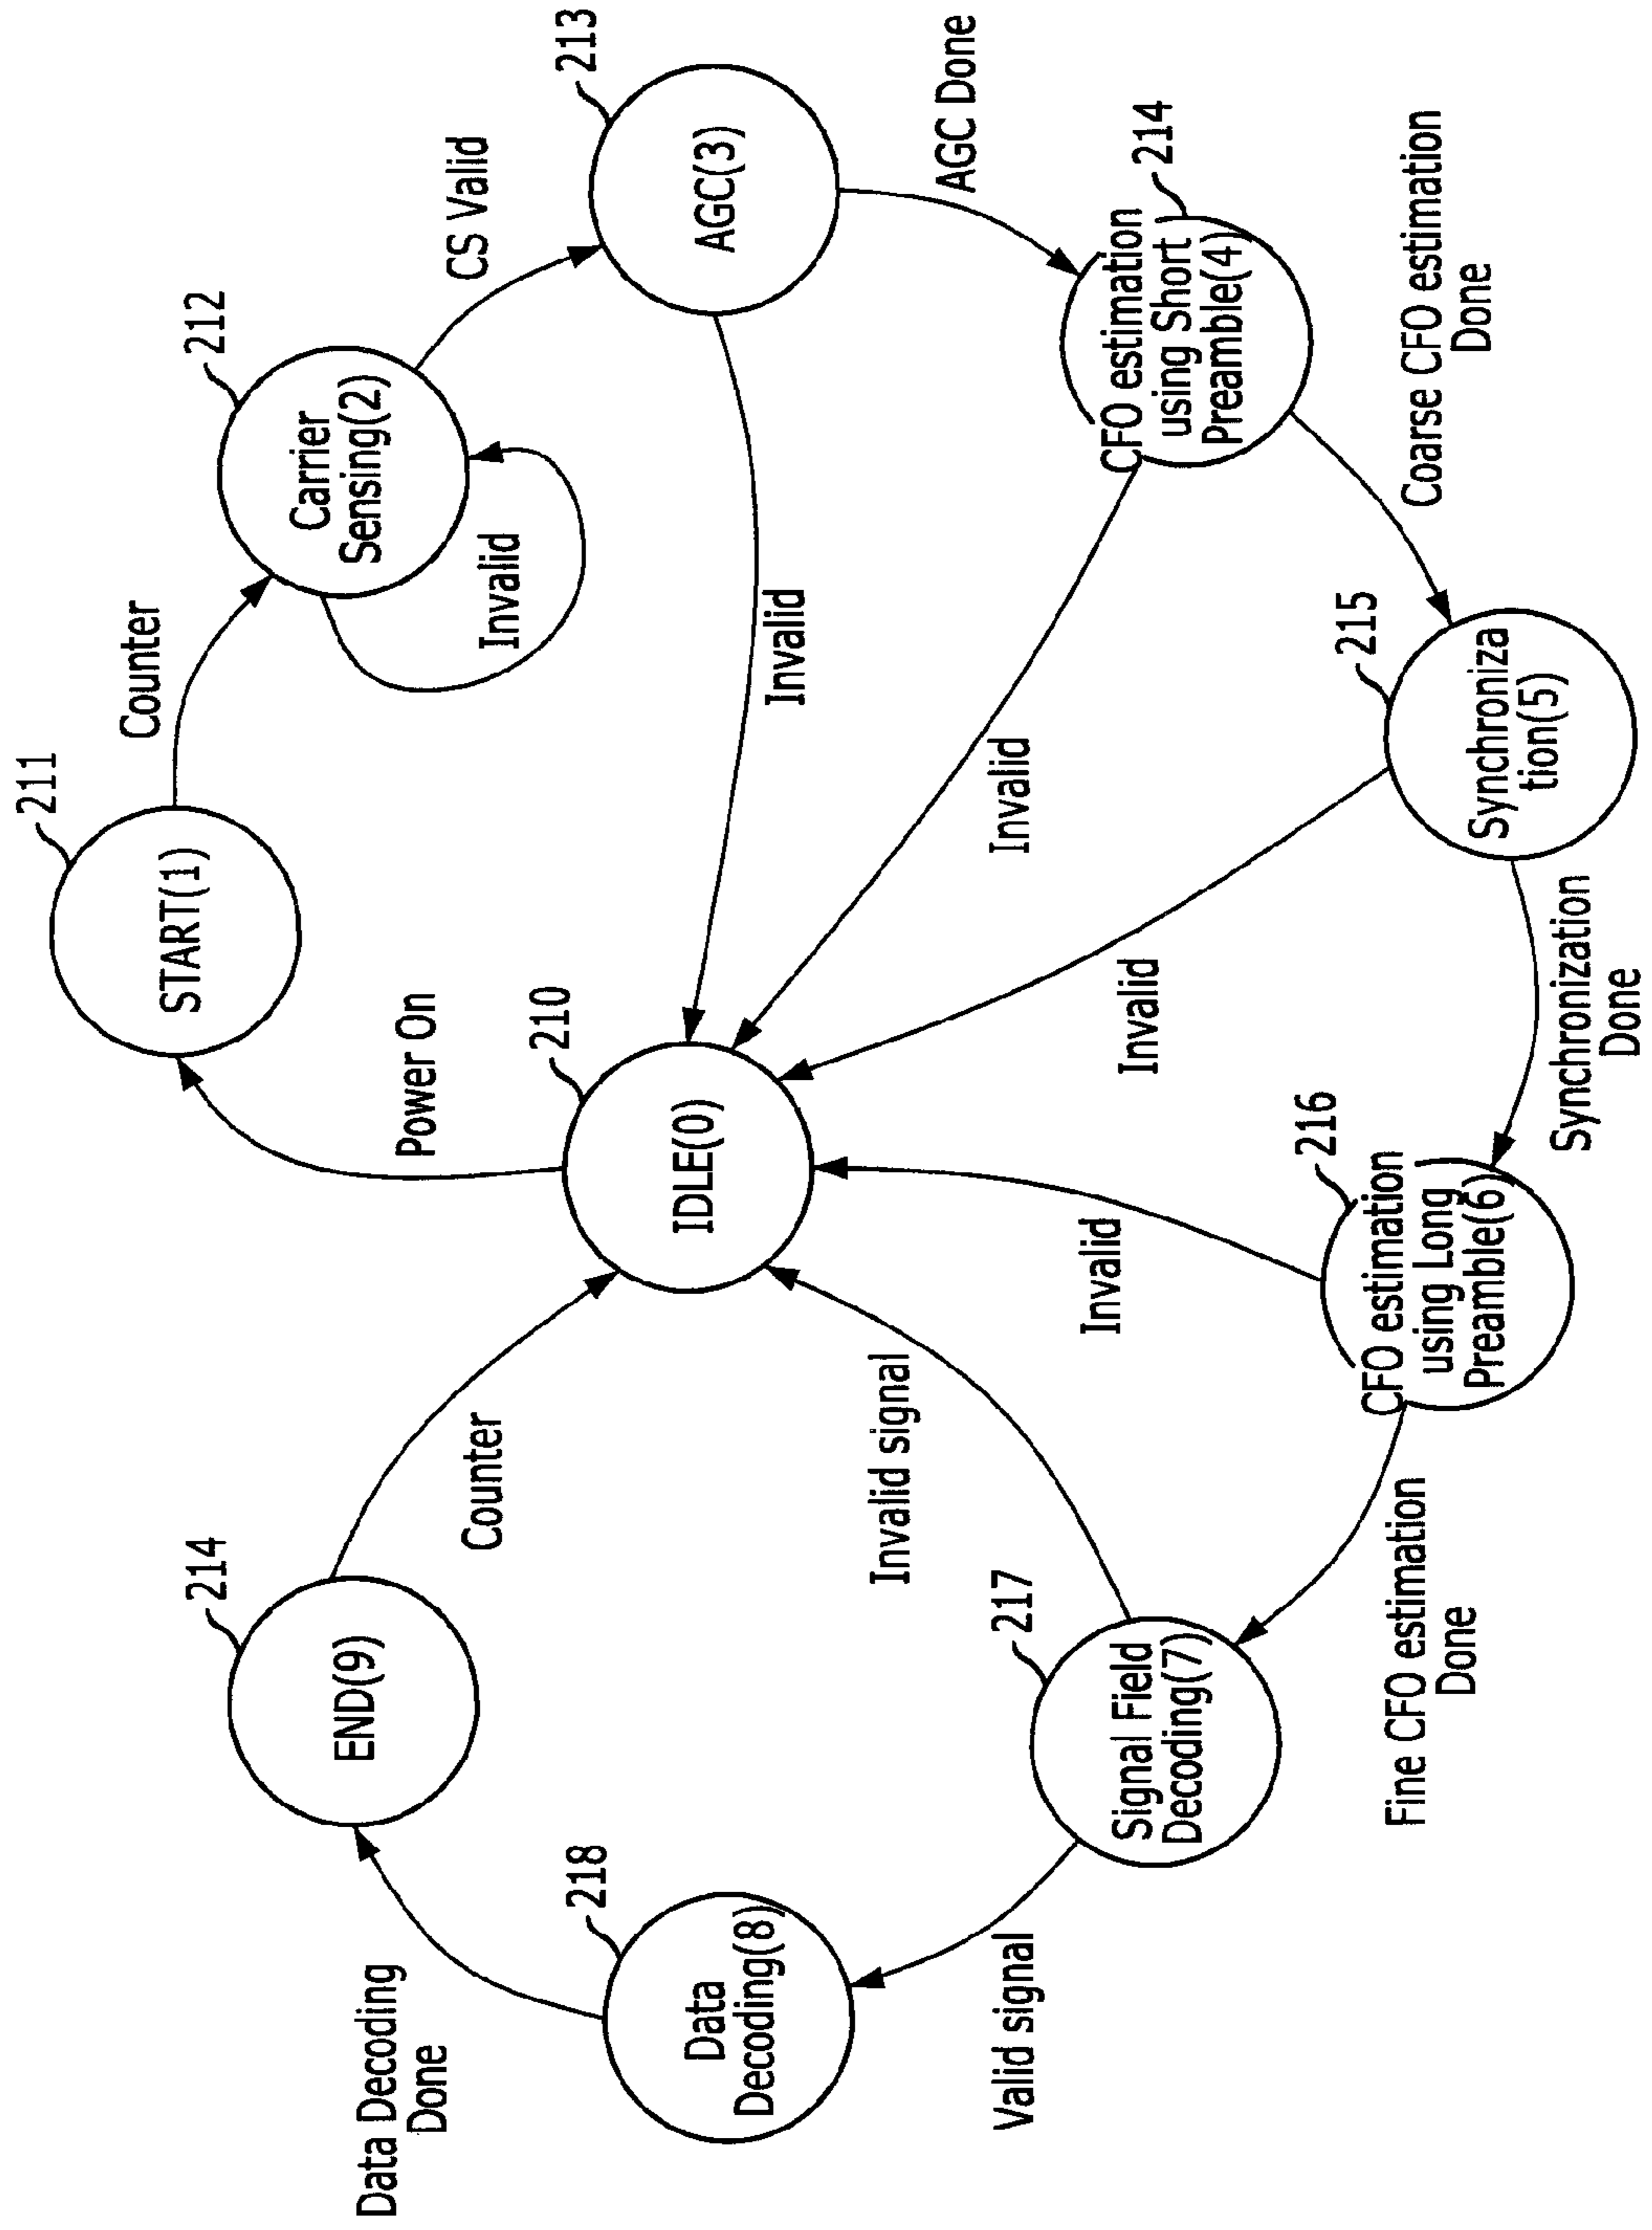 211
START(1)
Counter
212
Carrier
Sensing(2)
Invalid
CS Valid
213
AGC(3)
Invalid
AGC Done
214
CFO estimation
using Short
Preamble(4)
Invalid
Coarse CFO estimation
Done
215
Synchroniza
tion(5)
Invalid
Synchronization
Done
216
CFO estimation
using Long
Preamble(6)
Invalid
Fine CFO estimation
Done
217
Signal Field
Decoding(7)
Invalid signal
Valid signal
218
Data
Decoding(8)
Data Decoding
Done
214
END(9)
Counter
210
IDLE(0)
Power On